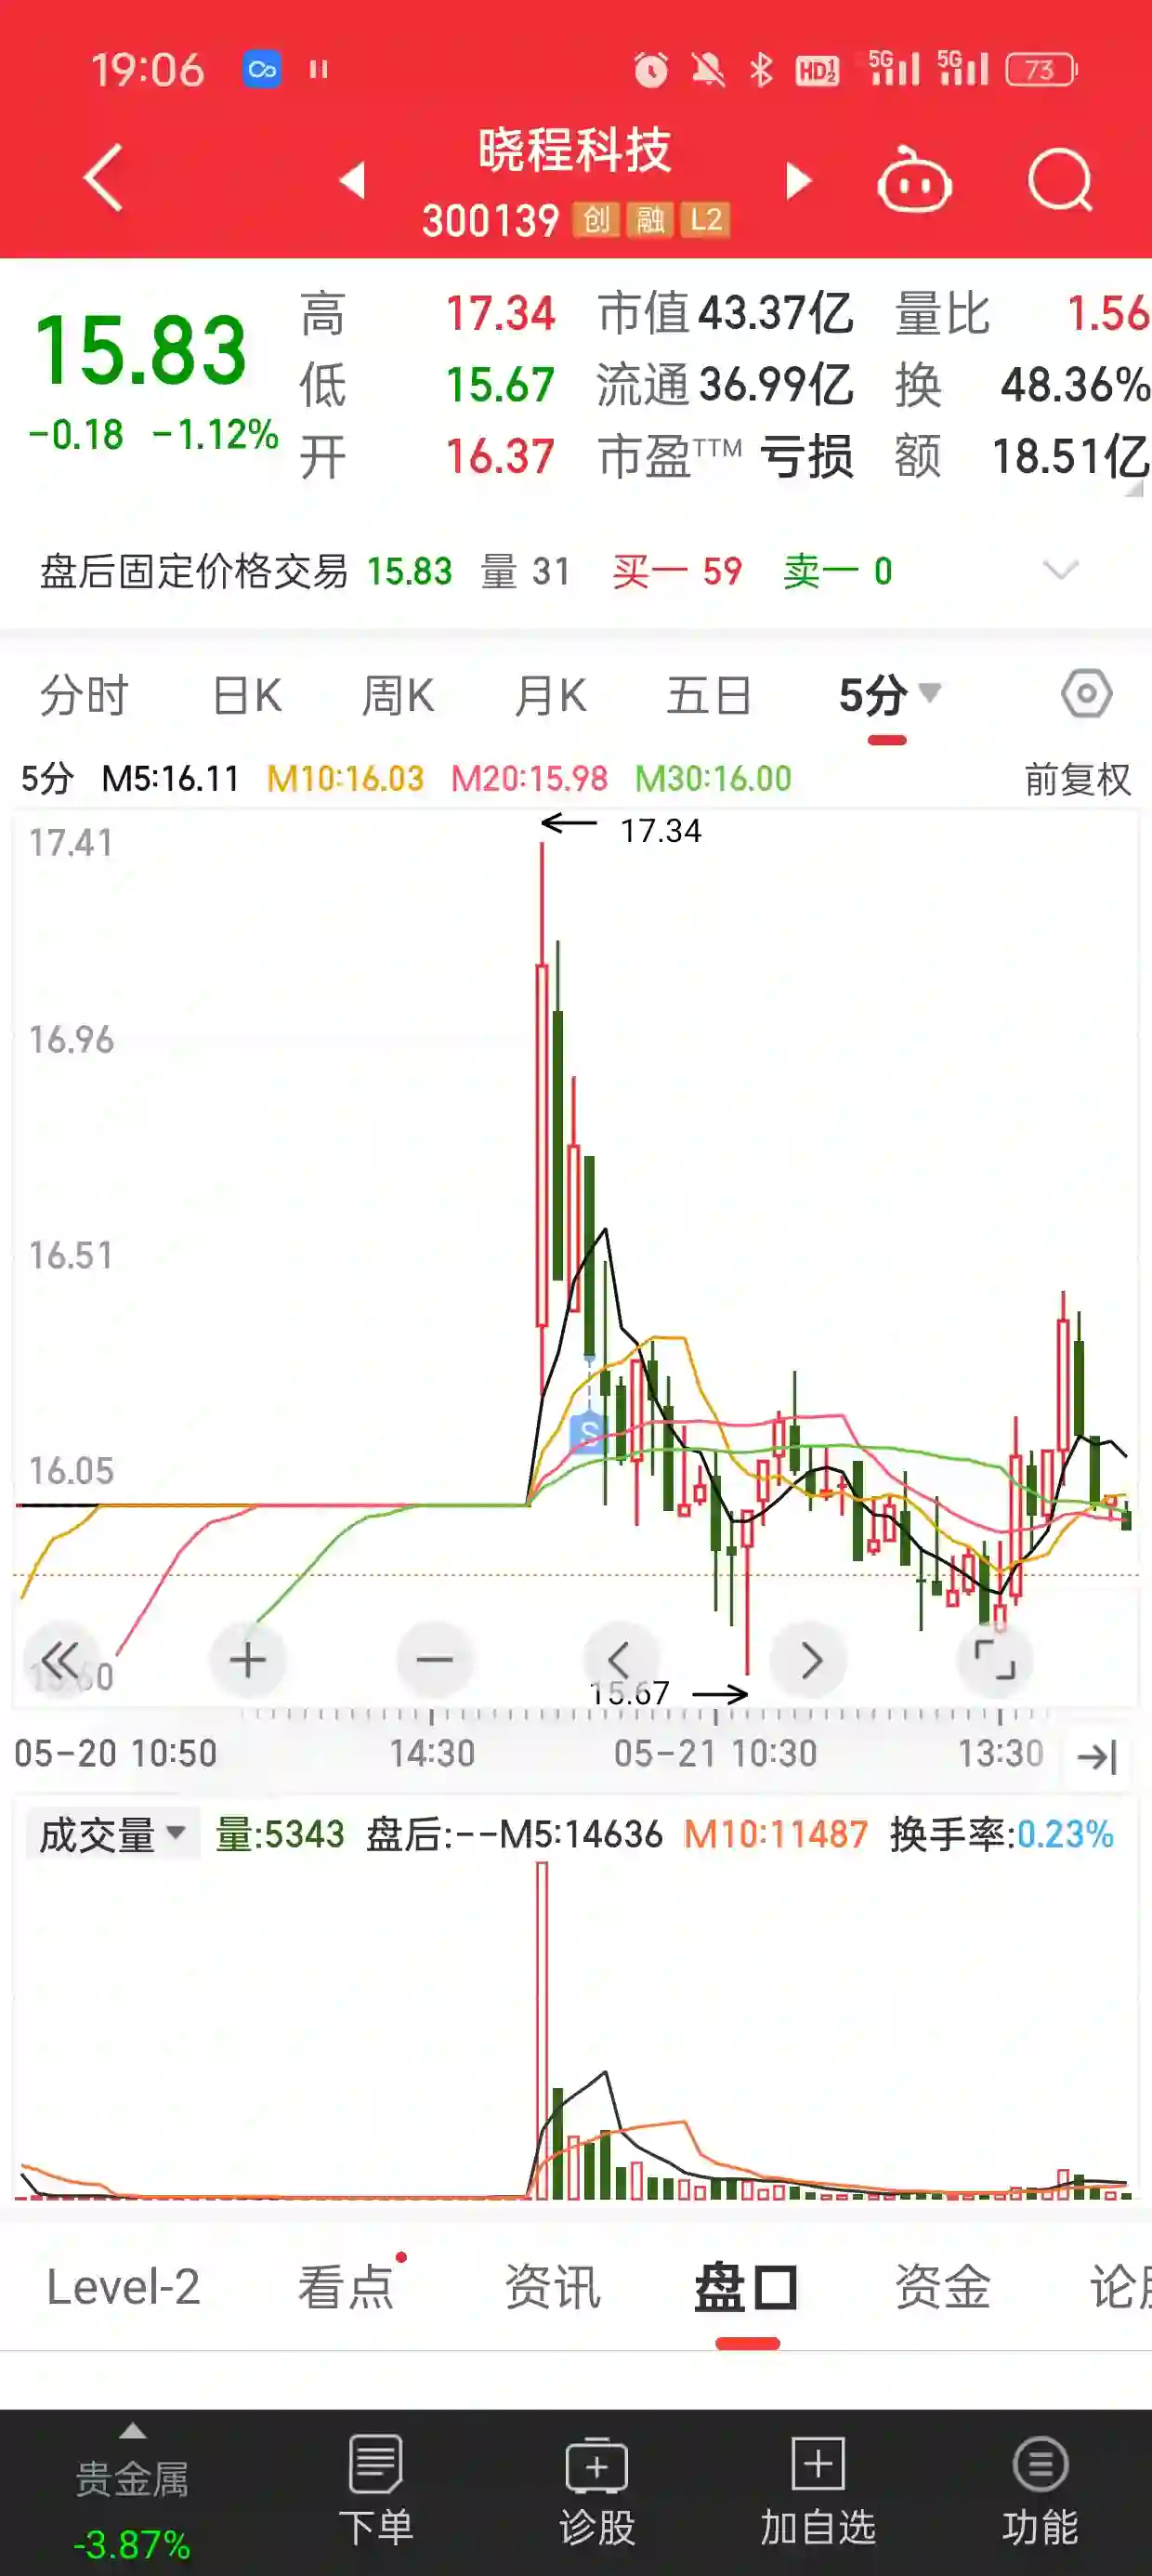 19:06 HD 5G 5G 73
晓程科技
300139 创 融 L2
15.83
-0.18 -1.12%
高 17.34 市值 43.37亿 量比 1.56
低 15.67 流通 36.99亿 换 48.36%
开 16.37 市盈TTM 亏损 额 18.51亿
盘后固定价格交易 15.83 量 31 买一 59 卖一 0
分时 日K 周K 月K 五日 5分
5分 M5:16.11 M10:16.03 M20:15.98 M30:16.00 前复权
17.41
17.34
16.96
16.51
S
16.05
15.67
05-20 10:50 14:30 05-21 10:30 13:30
成交量 量:5343 盘后:-- M5:14636 M10:11487 换手率:0.23%
Level-2 看点 资讯 盘口 资金 论
贵金属 下单 诊股 加自选 功能
-3.87%